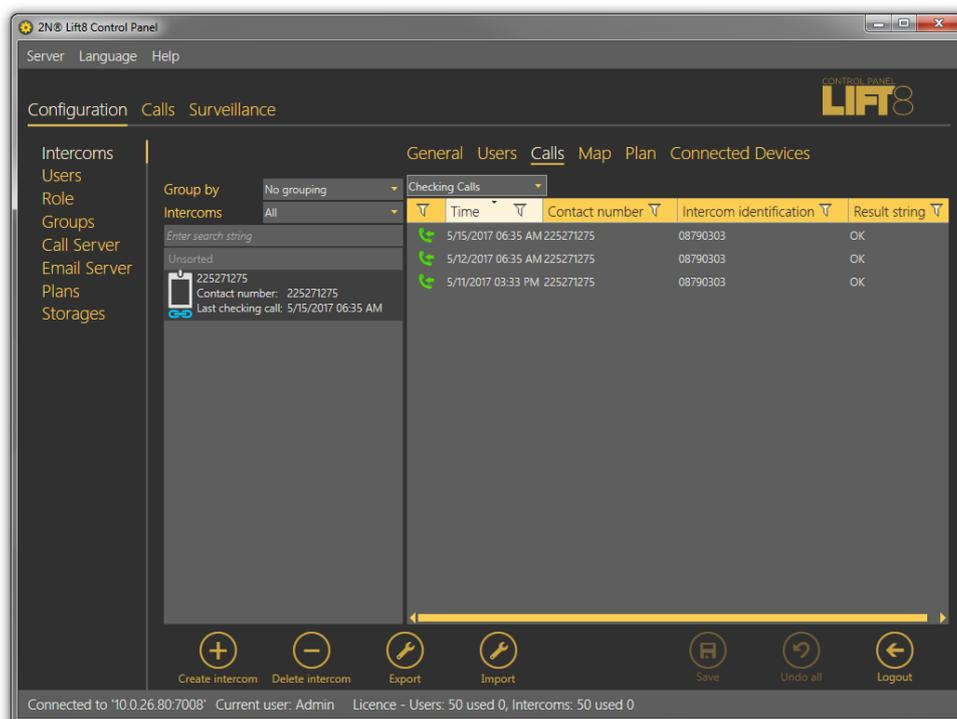 2N® Lift8 Control Panel
Server Language Help
CONTROL PANEL
LIFT8
Configuration Calls Surveillance
Intercoms
Users
Role
Groups
Call Server
Email Server
Plans
Storages
Group by No grouping
Intercoms All
Enter search string
Unsorted
225271275
Contact number: 225271275
Last checking call: 5/15/2017 06:35 AM
General Users Calls Map Plan Connected Devices
Checking Calls
Time Contact number Intercom identification Result string
5/15/2017 06:35 AM 225271275 08790303 OK
5/12/2017 06:35 AM 225271275 08790303 OK
5/11/2017 03:33 PM 225271275 08790303 OK
Create intercom Delete intercom Export Import Save Undo all Logout
Connected to '10.0.26.80:7008' Current user: Admin Licence - Users: 50 used 0, Intercoms: 50 used 0